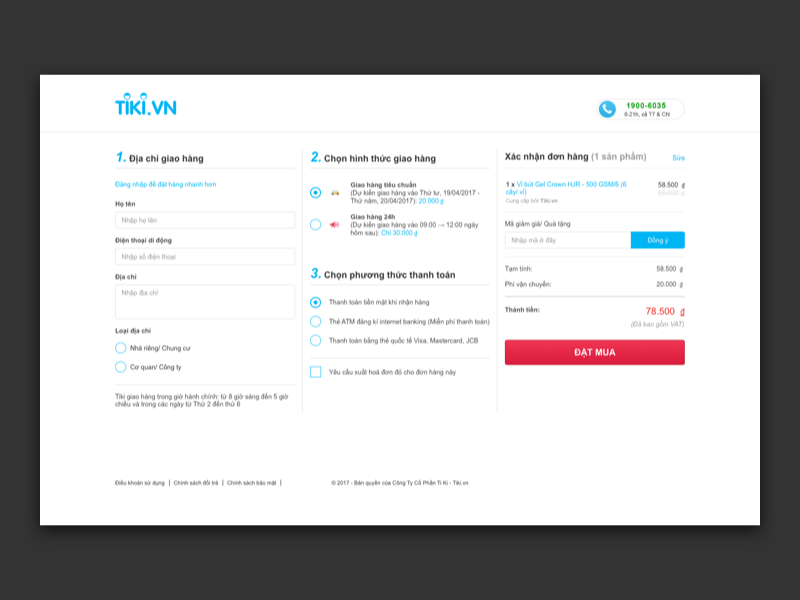 TIKI.VN
1900-6035
8-21h, cả T7 & CN
1. Địa chỉ giao hàng
Đăng nhập để đặt hàng nhanh hơn
Họ tên
Nhập họ tên
Điện thoại di động
Nhập số điện thoại
Địa chỉ
Nhập địa chỉ
Loại địa chỉ
Nhà riêng/ Chung cư
Cơ quan/ Công ty
Tiki giao hàng trong giờ hành chính: từ 8 giờ sáng đến 5 giờ
chiều và trong các ngày từ Thứ 2 đến thứ 6
2. Chọn hình thức giao hàng
Giao hàng tiêu chuẩn
(Dự kiến giao hàng vào Thứ tư, 19/04/2017 -
Thứ năm, 20/04/2017): 20.000 ₫
Giao hàng 24h
(Dự kiến giao hàng vào 09:00 → 12:00 ngày
hôm sau): Chỉ 30.000 ₫
3. Chọn phương thức thanh toán
Thanh toán tiền mặt khi nhận hàng
Thẻ ATM đăng kí internet banking (Miễn phí thanh toán)
Thanh toán bằng thẻ quốc tế Visa, Mastercard, JCB
Yêu cầu xuất hoá đơn đỏ cho đơn hàng này
Xác nhận đơn hàng (1 sản phẩm) Sửa
1 x Vỉ bút Gel Crown HJR - 500 GSM/6 (6 58.500 ₫
cây/ vỉ)
Cung cấp bởi Tiki.vn
Mã giảm giá/ Quà tặng
Nhập mã ở đây Đồng ý
Tạm tính: 58.500 ₫
Phí vận chuyển: 20.000 ₫
Thành tiền: 78.500 ₫
(Đã bao gồm VAT)
ĐẶT MUA
Điều khoản sử dụng | Chính sách đổi trả | Chính sách bảo mật |
© 2017 - Bản quyền của Công Ty Cổ Phần Ti Ki - Tiki.vn